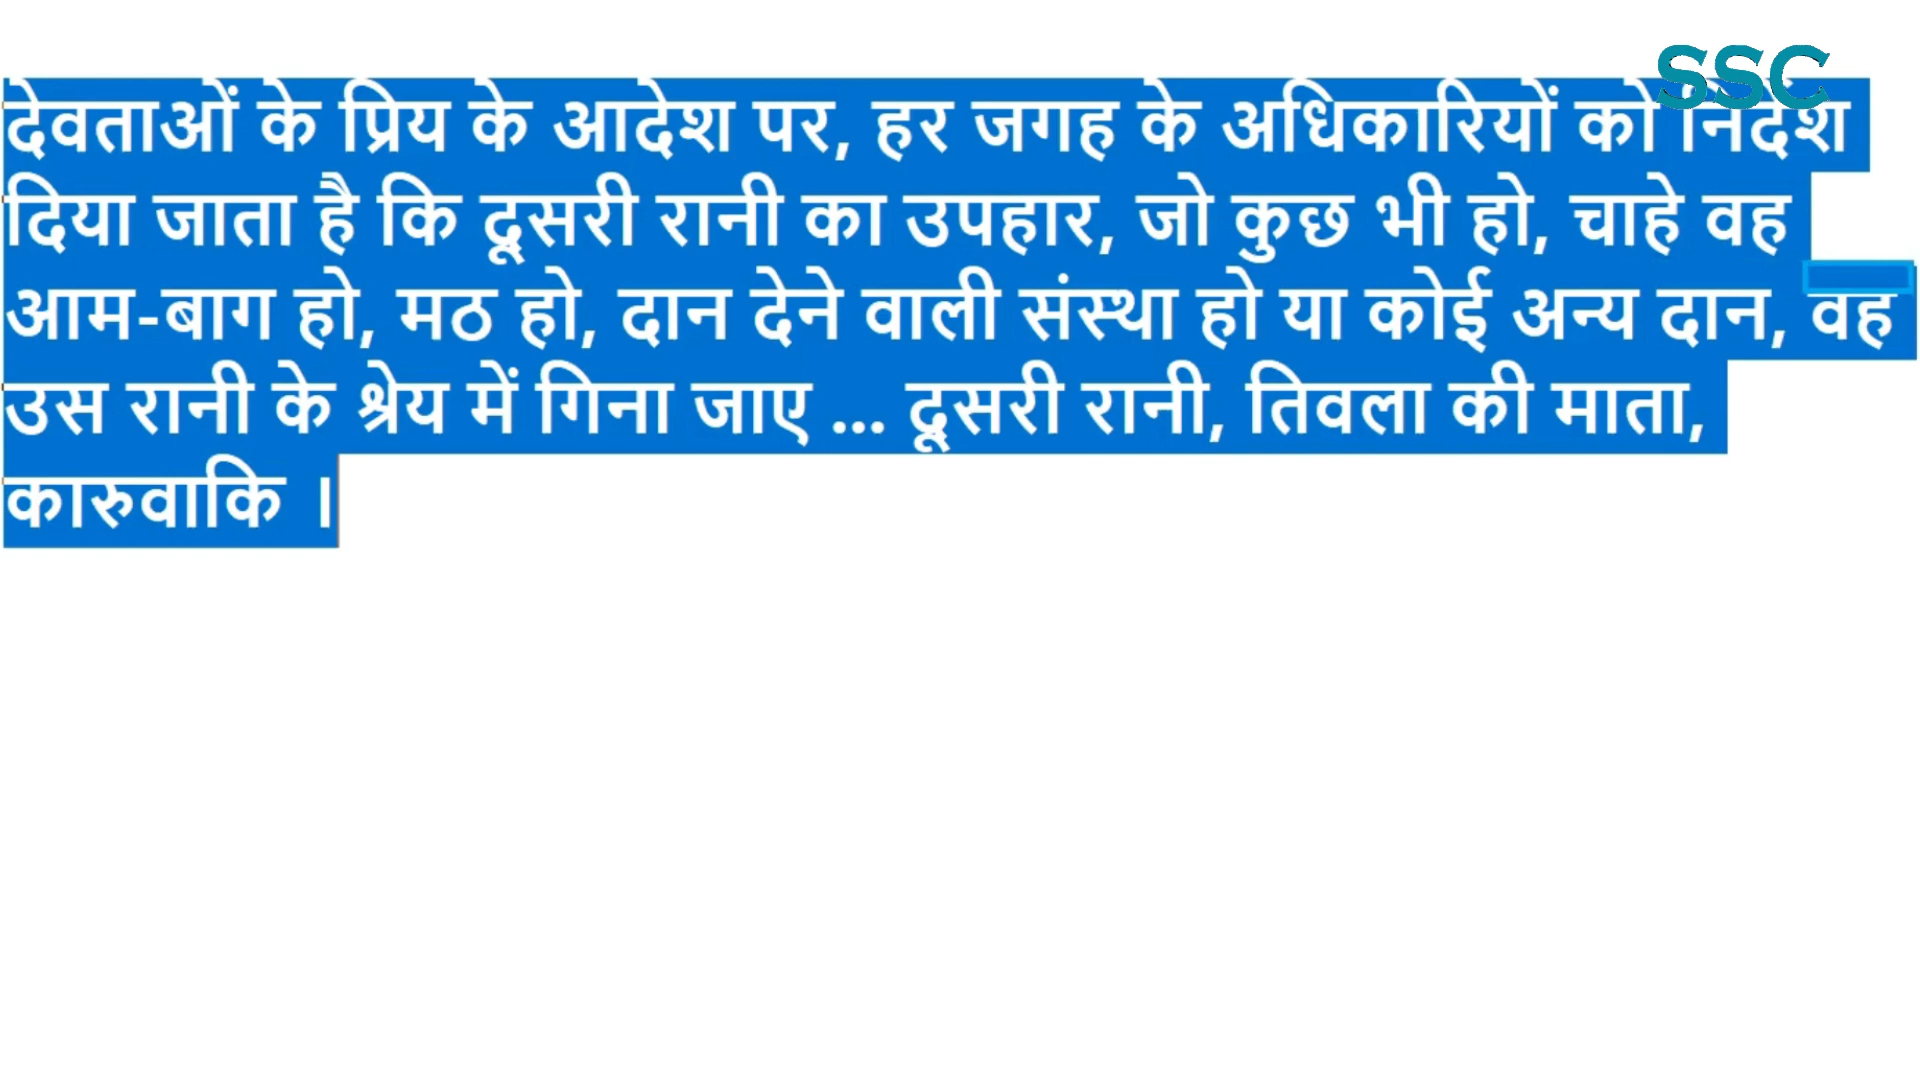 SSC
देवताओं के प्रिय के आदेश पर, हर जगह के अधिकारियों को निर्देश
दिया जाता है कि दूसरी रानी का उपहार, जो कुछ भी हो, चाहे वह
आम-बाग हो, मठ हो, दान देने वाली संस्था हो या कोई अन्य दान, वह
उस रानी के श्रेय में गिना जाए ... दूसरी रानी, तिवला की माता,
कारुवाकि ।